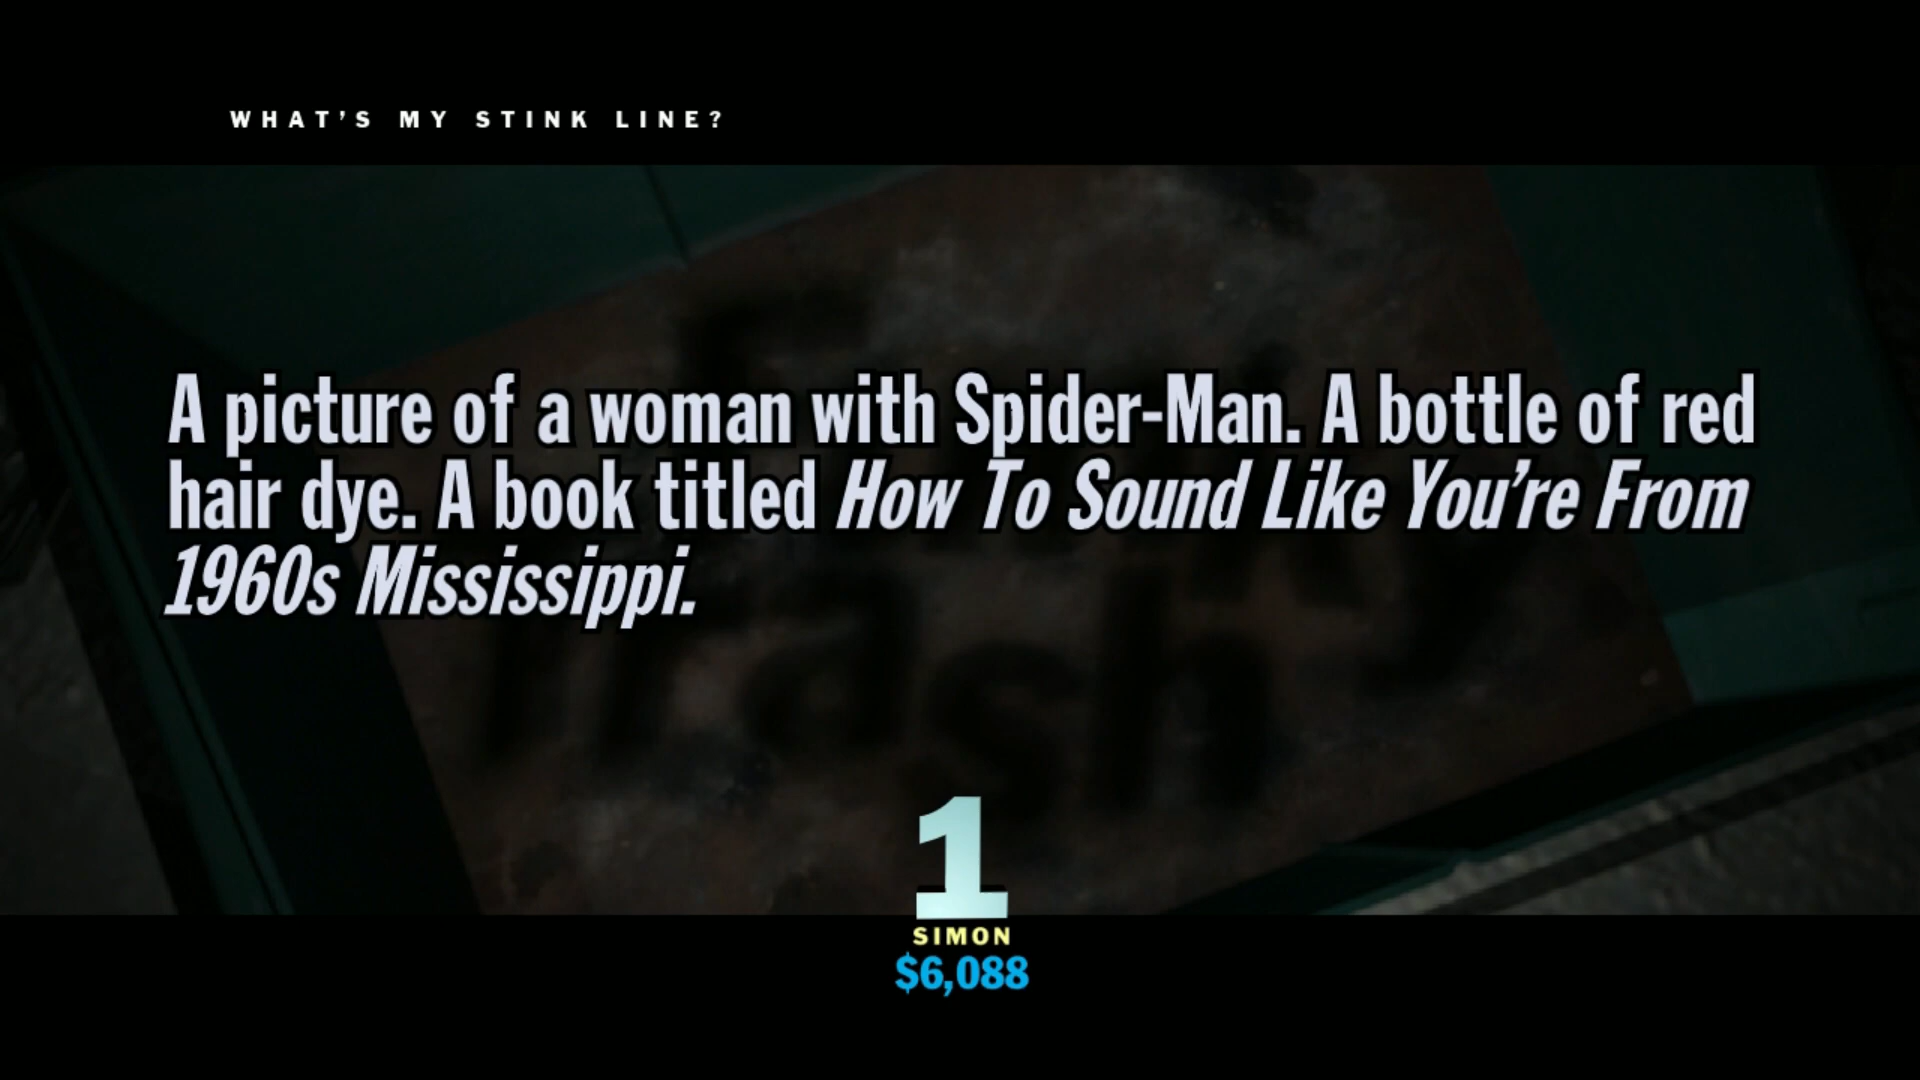 WHAT'S MY STINK LINE?
A picture of a woman with Spider-Man. A bottle of red
hair dye. A book titled How To Sound Like You're From
1960s Mississippi.
Trash
1
SIMON
$6,088